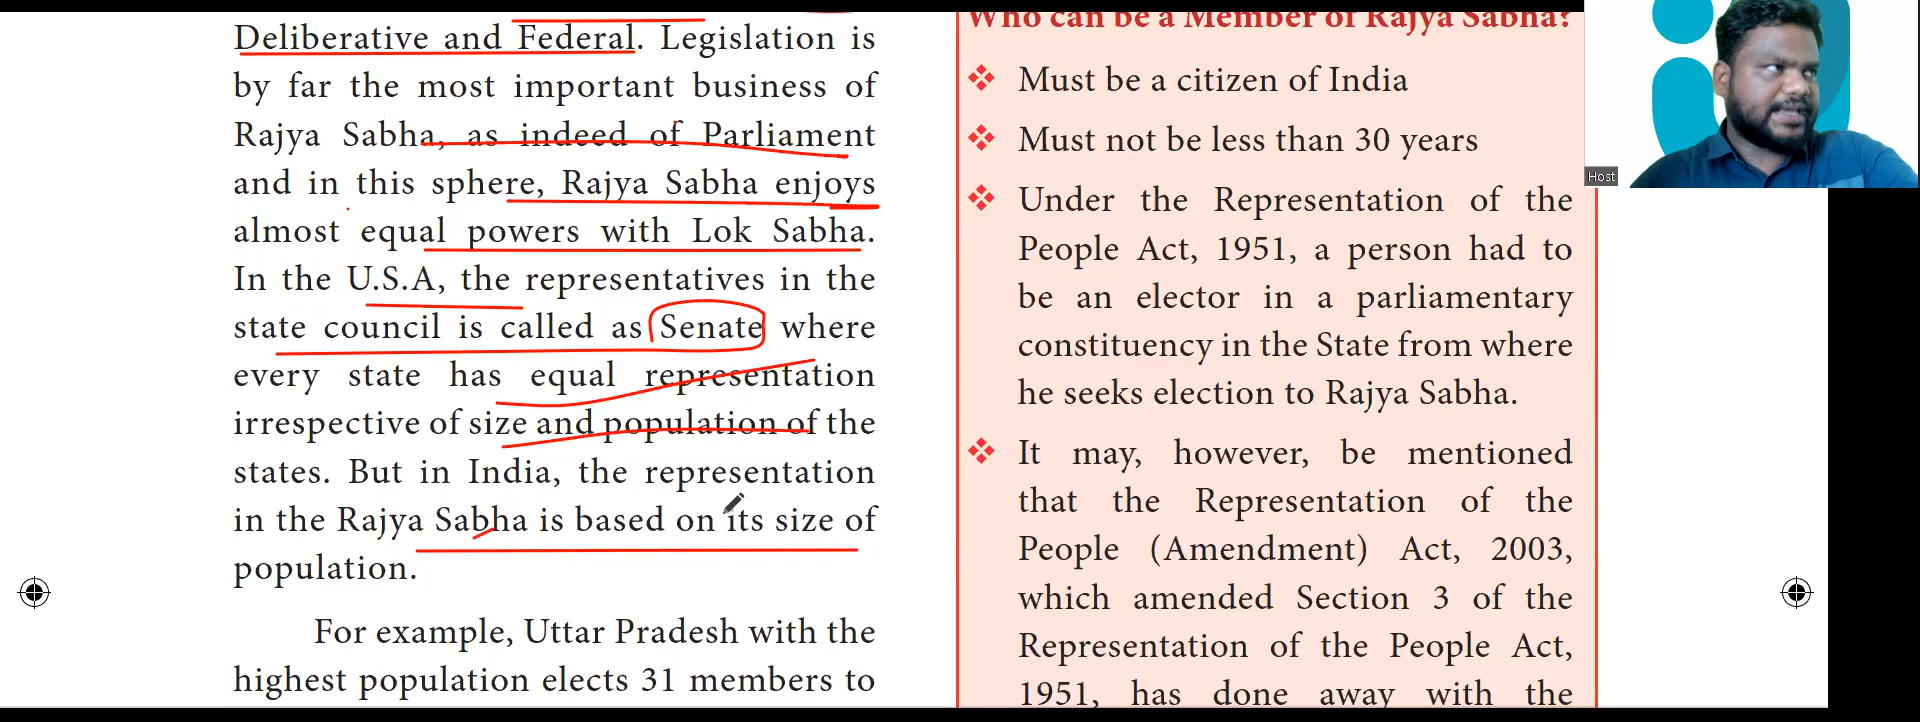 Deliberative and Federal. Legislation is
by far the most important business of
Rajya Sabha, as indeed of Parliament
and in this sphere, Rajya Sabha enjoys
almost equal powers with Lok Sabha.
In the U.S.A, the representatives in the
state council is called as Senate where
every state has equal representation
irrespective of size and population of the
states. But in India, the representation
in the Rajya Sabha is based on its size of
population.
For example, Uttar Pradesh with the
highest population elects 31 members to
Who can be a Member of Rajya Sabha?
Must be a citizen of India
Must not be less than 30 years
Under the Representation of the
People Act, 1951, a person had to
be an elector in a parliamentary
constituency in the State from where
he seeks election to Rajya Sabha.
It may, however, be mentioned
that the Representation of the
People (Amendment) Act, 2003,
which amended Section 3 of the
Representation of the People Act,
1951, has done away with the
Host